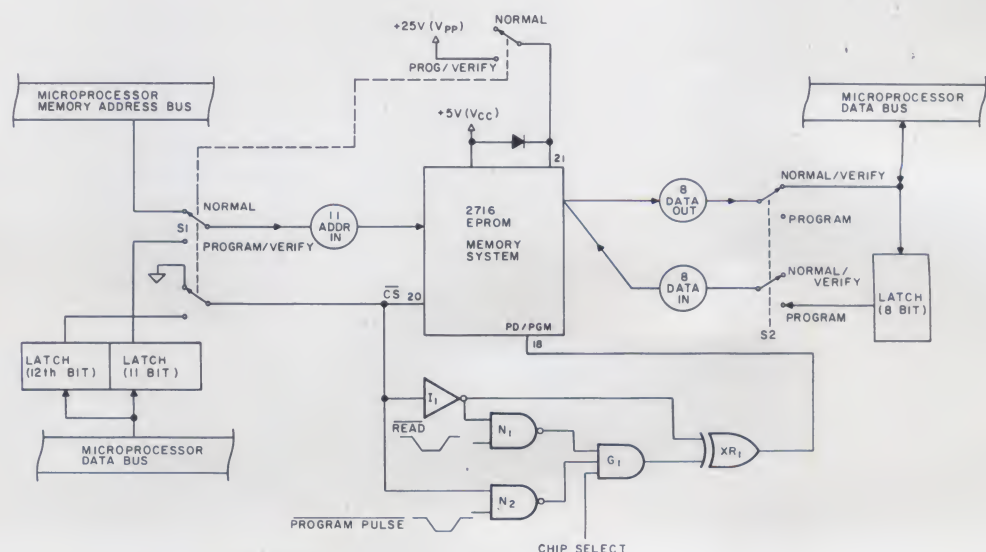 +25V (VPP)
NORMAL
PROG/VERIFY
MICROPROCESSOR
MEMORY ADDRESS BUS
MICROPROCESSOR
DATA BUS
+5V (VCC)
21
NORMAL
S1
PROGRAM/VERIFY
11
ADDR
IN
2716
EPROM
MEMORY
SYSTEM
8
DATA
OUT
NORMAL/VERIFY
PROGRAM
8
DATA
IN
NORMAL/
VERIFY
PROGRAM
S2
LATCH
(8 BIT)
CS
20
PD/PGM
18
LATCH
(12th BIT)
LATCH
(11 BIT)
MICROPROCESSOR
DATA BUS
I1
READ
N1
G1
XR1
N2
PROGRAM PULSE
CHIP SELECT